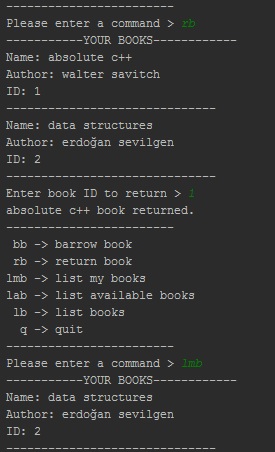 ------------------------
Please enter a command > rb
-----------YOUR BOOKS------------
Name: absolute c++
Author: walter savitch
ID: 1
------------------------------
Name: data structures
Author: erdoğan sevilgen
ID: 2
------------------------------
Enter book ID to return > 1
absolute c++ book returned.
------------------------
 bb -> barrow book
 rb -> return book
lmb -> list my books
lab -> list available books
 lb -> list books
  q -> quit
------------------------
Please enter a command > lmb
-----------YOUR BOOKS------------
Name: data structures
Author: erdoğan sevilgen
ID: 2
------------------------------